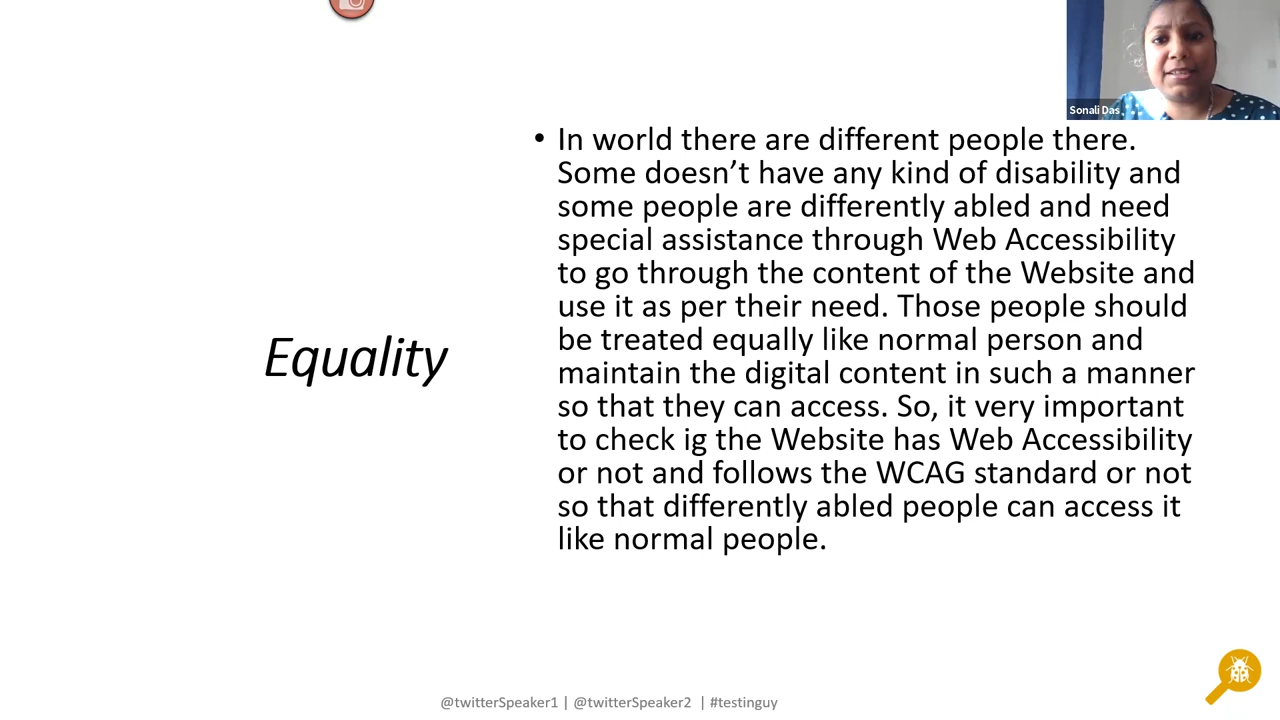 Sonali Das
• In world there are different people there.
Some doesn’t have any kind of disability and
some people are differently abled and need
special assistance through Web Accessibility
to go through the content of the Website and
use it as per their need. Those people should
be treated equally like normal person and
maintain the digital content in such a manner
so that they can access. So, it very important
to check ig the Website has Web Accessibility
or not and follows the WCAG standard or not
so that differently abled people can access it
like normal people.
Equality
@twitterSpeaker1 | @twitterSpeaker2 | #testinguy